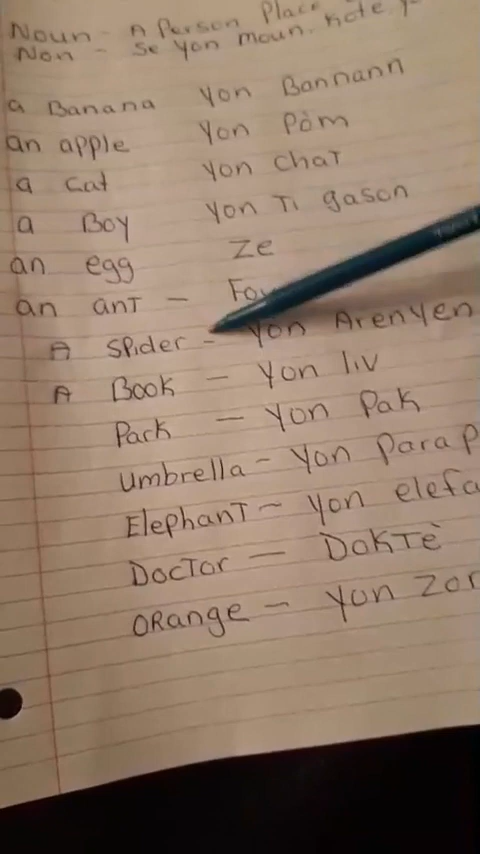 Noun - A Person Place
Non - Se yon moun. note
a Banana yon Bannann
an apple yon Pòm
a cat yon chaT
a Boy yon Ti gason
an egg Ze
an anT -
A Spider - yon Arenyen
A Book - yon liv
Pack - yon Pak
umbrella - yon
ElephanT - yon
DocTor - DokTè
ORange - yon